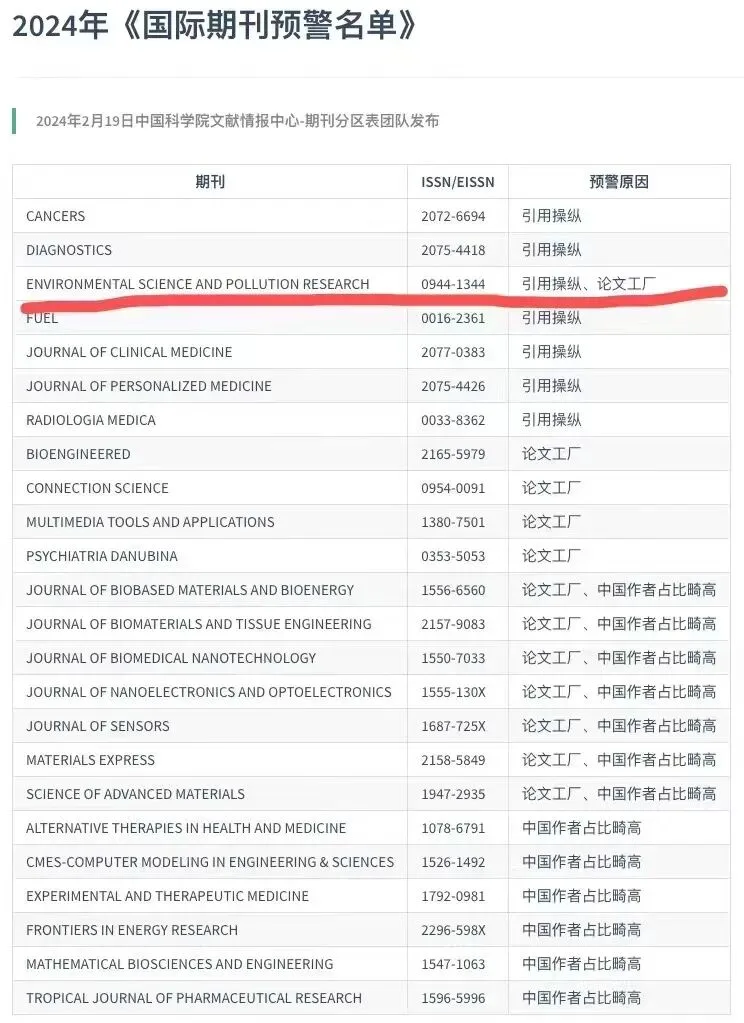 2024年《国际期刊预警名单》
2024年2月19日中国科学院文献情报中心-期刊分区表团队发布
期刊 ISSN/EISSN 预警原因
CANCERS 2072-6694 引用操纵
DIAGNOSTICS 2075-4418 引用操纵
ENVIRONMENTAL SCIENCE AND POLLUTION RESEARCH 0944-1344 引用操纵、论文工厂
FUEL 0016-2361 引用操纵
JOURNAL OF CLINICAL MEDICINE 2077-0383 引用操纵
JOURNAL OF PERSONALIZED MEDICINE 2075-4426 引用操纵
RADIOLOGIA MEDICA 0033-8362 引用操纵
BIOENGINEERED 2165-5979 论文工厂
CONNECTION SCIENCE 0954-0091 论文工厂
MULTIMEDIA TOOLS AND APPLICATIONS 1380-7501 论文工厂
PSYCHIATRIA DANUBINA 0353-5053 论文工厂
JOURNAL OF BIOBASED MATERIALS AND BIOENERGY 1556-6560 论文工厂、中国作者占比畸高
JOURNAL OF BIOMATERIALS AND TISSUE ENGINEERING 2157-9083 论文工厂、中国作者占比畸高
JOURNAL OF BIOMEDICAL NANOTECHNOLOGY 1550-7033 论文工厂、中国作者占比畸高
JOURNAL OF NANOELECTRONICS AND OPTOELECTRONICS 1555-130X 论文工厂、中国作者占比畸高
JOURNAL OF SENSORS 1687-725X 论文工厂、中国作者占比畸高
MATERIALS EXPRESS 2158-5849 论文工厂、中国作者占比畸高
SCIENCE OF ADVANCED MATERIALS 1947-2935 论文工厂、中国作者占比畸高
ALTERNATIVE THERAPIES IN HEALTH AND MEDICINE 1078-6791 中国作者占比畸高
CMES-COMPUTER MODELING IN ENGINEERING & SCIENCES 1526-1492 中国作者占比畸高
EXPERIMENTAL AND THERAPEUTIC MEDICINE 1792-0981 中国作者占比畸高
FRONTIERS IN ENERGY RESEARCH 2296-598X 中国作者占比畸高
MATHEMATICAL BIOSCIENCES AND ENGINEERING 1547-1063 中国作者占比畸高
TROPICAL JOURNAL OF PHARMACEUTICAL RESEARCH 1596-5996 中国作者占比畸高